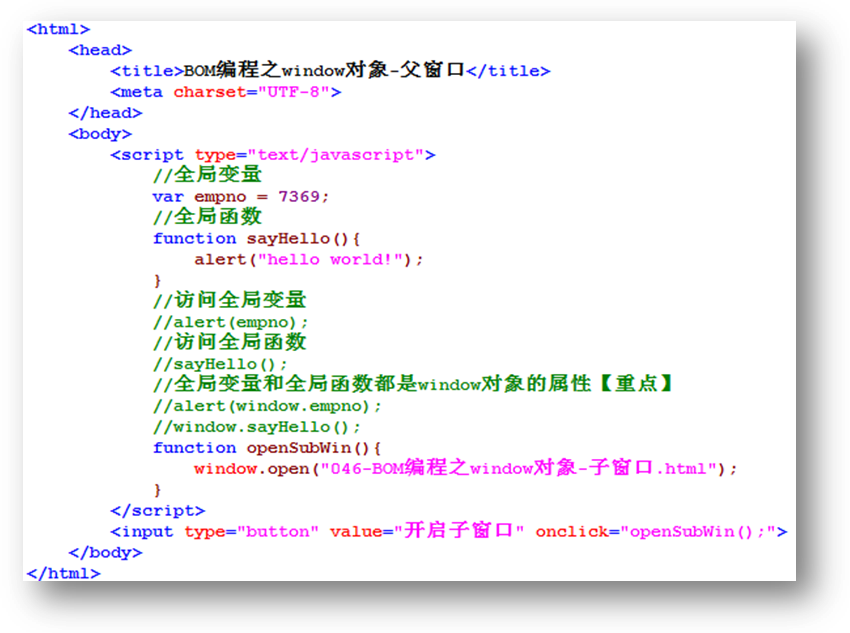 <html>
<head>
<title>BOM编程之window对象-父窗口</title>
<meta charset="UTF-8">
</head>
<body>
<script type="text/javascript">
//全局变量
var empno = 7369;
//全局函数
function sayHello(){
alert("hello world!");
}
//访问全局变量
//alert(empno);
//访问全局函数
//sayHello();
//全局变量和全局函数都是window对象的属性【重点】
//alert(window.empno);
//window.sayHello();
function openSubWin(){
window.open("046-BOM编程之window对象-子窗口.html");
}
</script>
<input type="button" value="开启子窗口" onclick="openSubWin();">
</body>
</html>